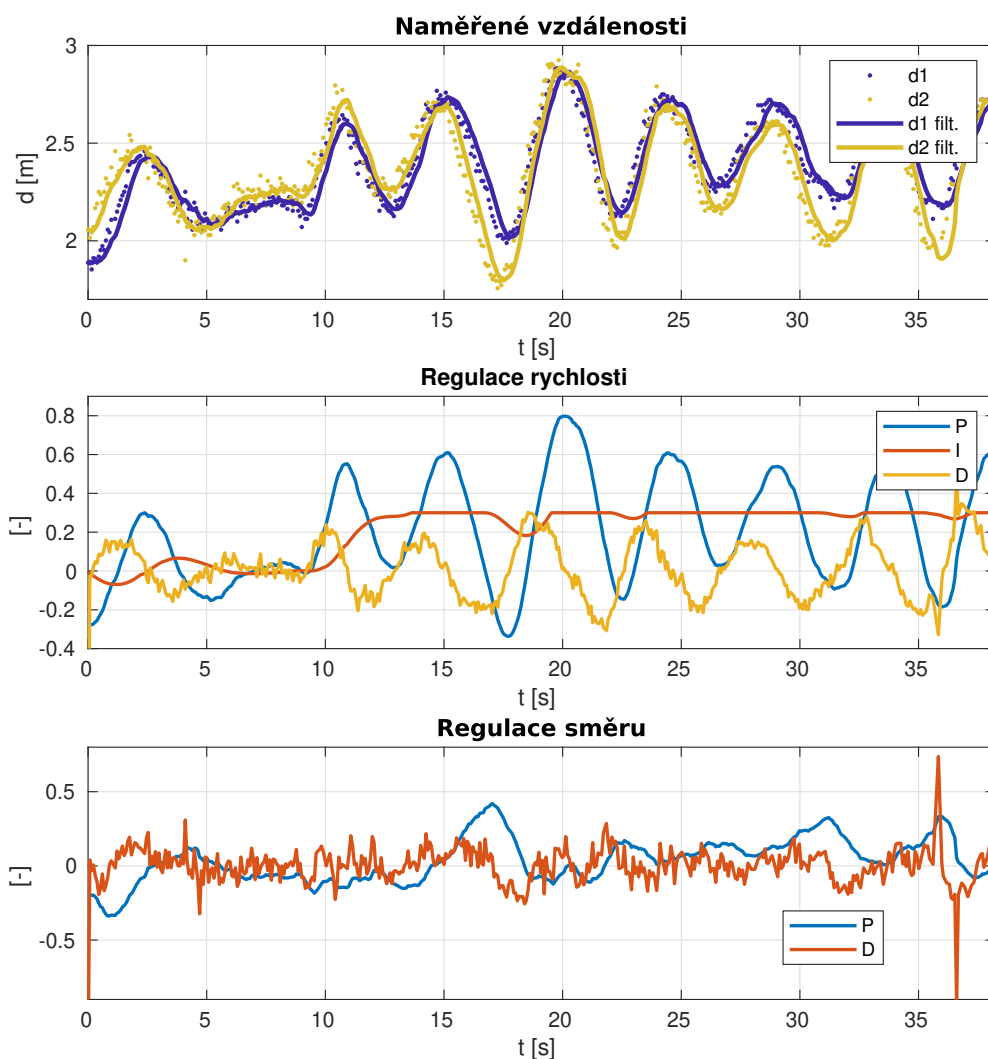 Naměřené vzdálenosti
3
2.5
2
d [m]
d1
d2
d1 filt.
d2 filt.
0 5 10 15 20 25 30 35
t [s]
Regulace rychlosti
0.8
0.6
0.4
0.2
0
-0.2
-0.4
[-]
P
I
D
0 5 10 15 20 25 30 35
t [s]
Regulace směru
0.5
0
-0.5
[-]
P
D
0 5 10 15 20 25 30 35
t [s]